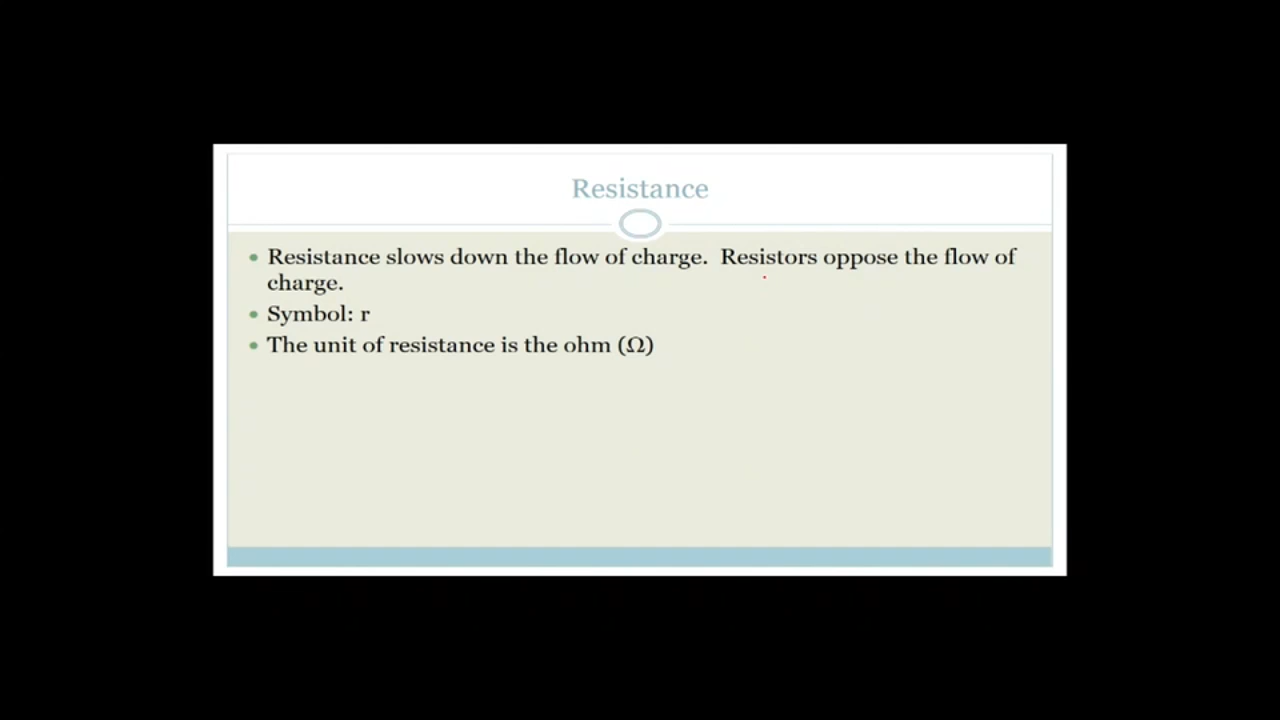 Resistance
• Resistance slows down the flow of charge.  Resistors oppose the flow of
charge.
• Symbol: r
• The unit of resistance is the ohm (Ω)